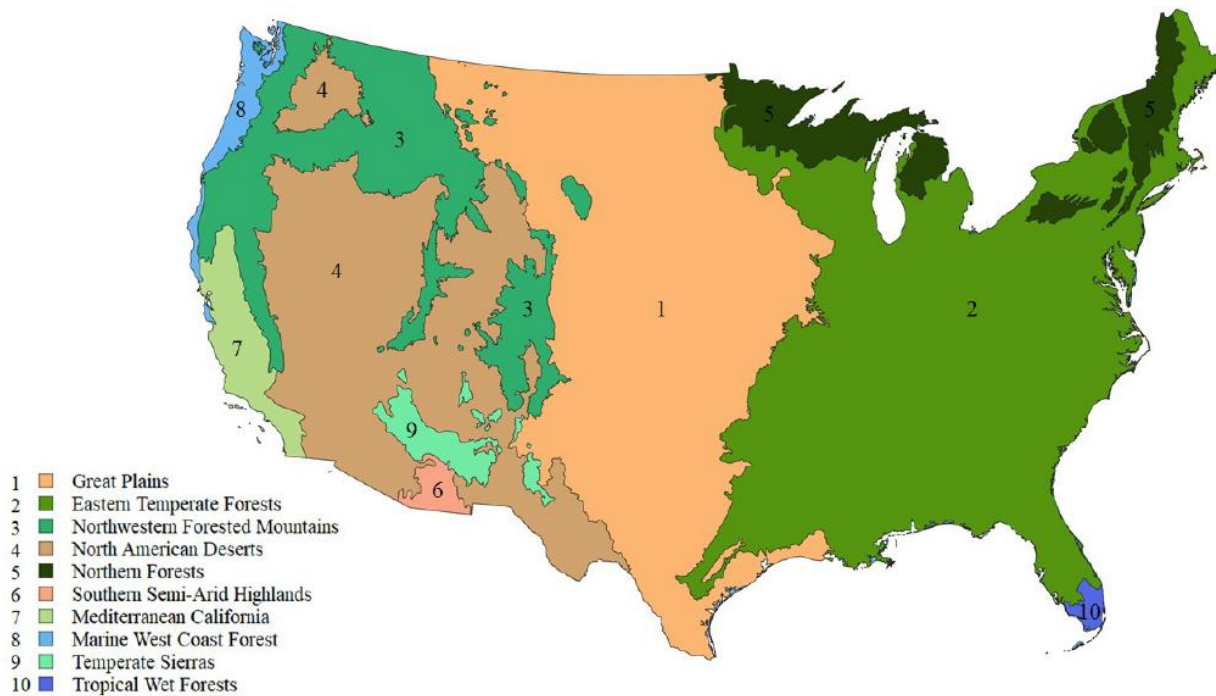 4
8
5
5
3
4
3
1
2
7
9
6
10
1 Great Plains
2 Eastern Temperate Forests
3 Northwestern Forested Mountains
4 North American Deserts
5 Northern Forests
6 Southern Semi-Arid Highlands
7 Mediterranean California
8 Marine West Coast Forest
9 Temperate Sierras
10 Tropical Wet Forests